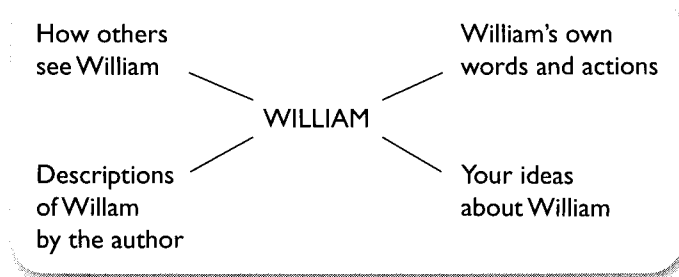 How others
see William
William's own
words and actions
WILLIAM
Descriptions
of Willam
by the author
Your ideas
about William